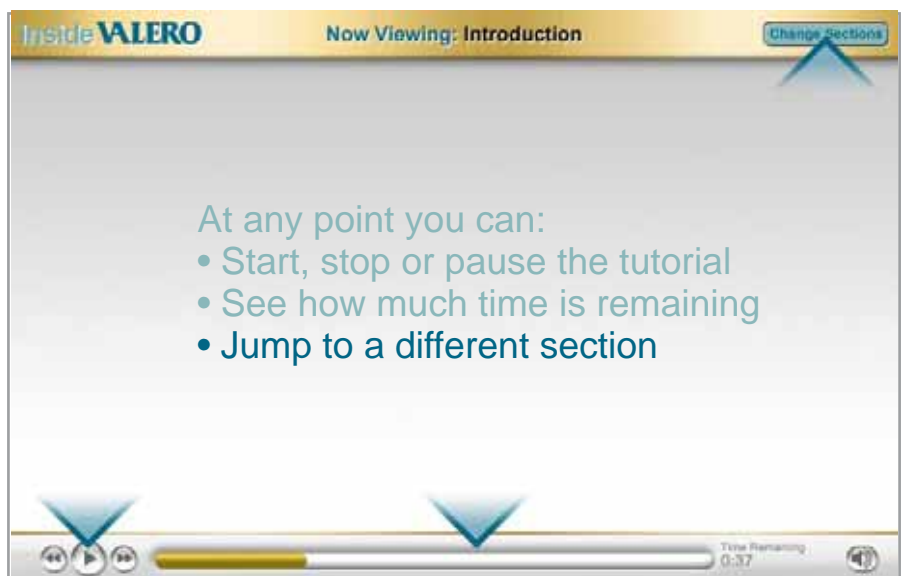 Inside VALERO
Now Viewing: Introduction
Change Sections
At any point you can:
• Start, stop or pause the tutorial
• See how much time is remaining
• Jump to a different section
Time Remaining
0:37